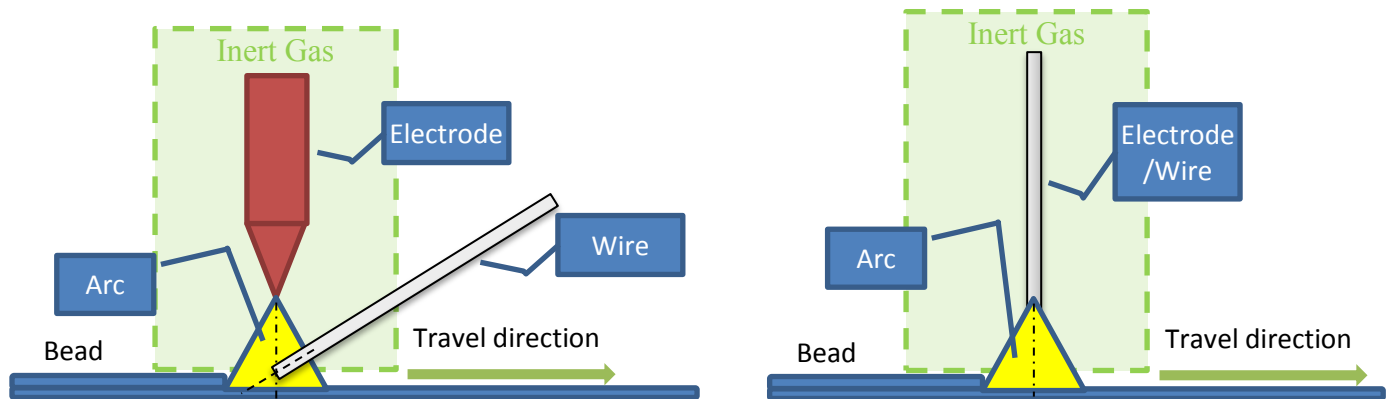 Inert Gas
Electrode
Wire
Arc
Travel direction
Bead
Inert Gas
Electrode
/Wire
Arc
Travel direction
Bead